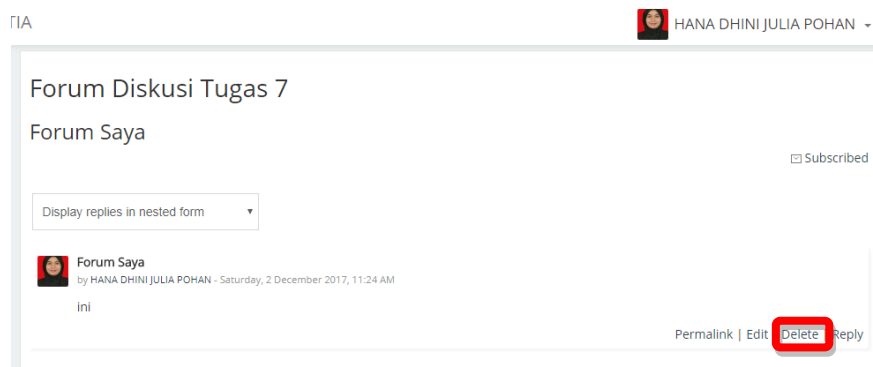 TIA
HANA DHINI JULIA POHAN
Forum Diskusi Tugas 7
Forum Saya
Subscribed
Display replies in nested form
Forum Saya
by HANA DHINI JULIA POHAN - Saturday, 2 December 2017, 11:24 AM
ini
Permalink | Edit | Delete | Reply